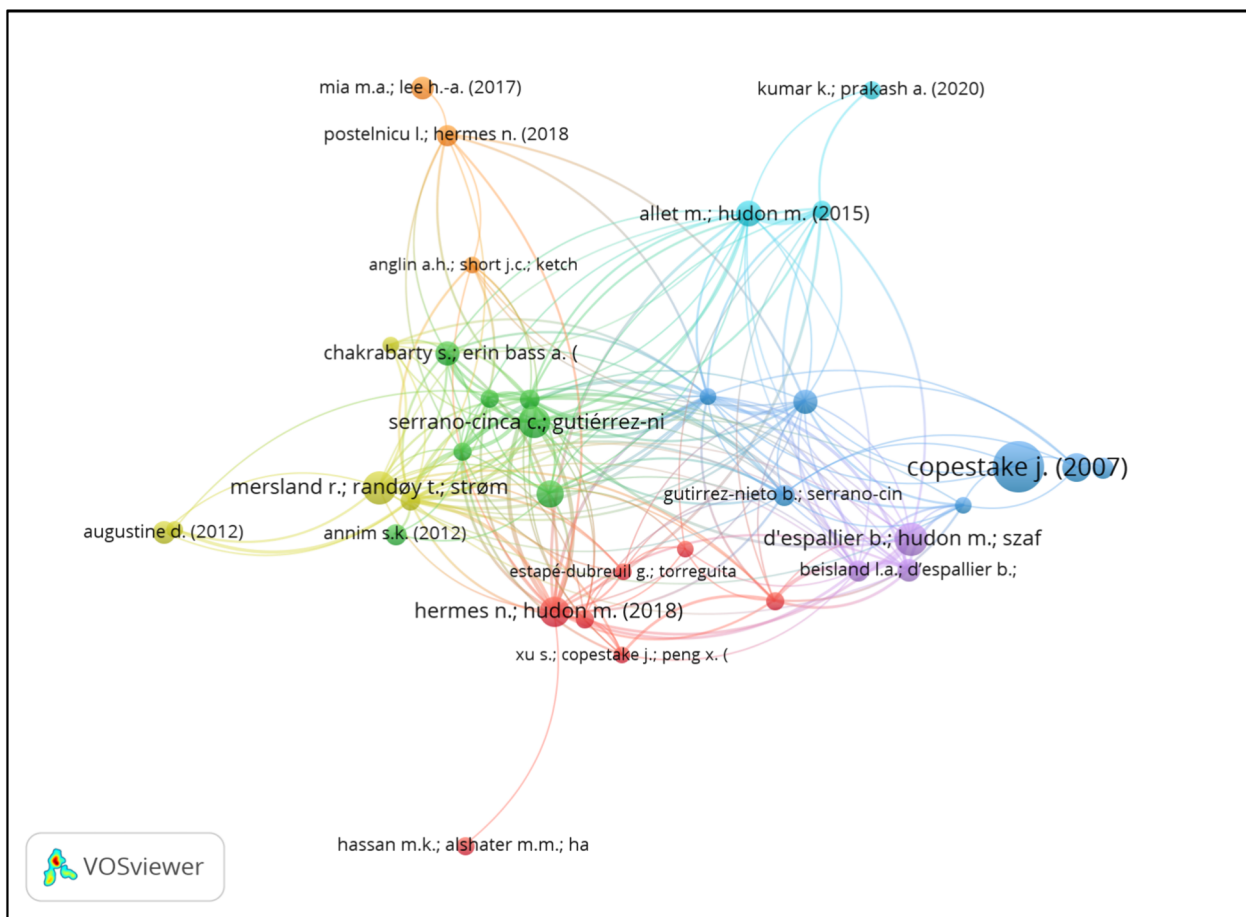 mia m.a.; lee h.-a. (2017)
kumar k.; prakash a. (2020)
postelnicu l.; hermes n. (2018
allet m.; hudon m. (2015)
anglin a.h.; short j.c.; ketch
chakrabarty s.; erin bass a. (
serrano-cinca c.; gutiérrez-ni
copestake j. (2007)
mersland r.; randøy t.; strøm
gutirrez-nieto b.; serrano-cin
augustine d. (2012)
annim s.k. (2012)
d'espallier b.; hudon m.; szaf
estapé-dubreuil g.; torreguita
beisland l.a.; d’espallier b.;
hermes n.; hudon m. (2018)
xu s.; copestake j.; peng x. (
hassan m.k.; alshater m.m.; ha
VOSviewer